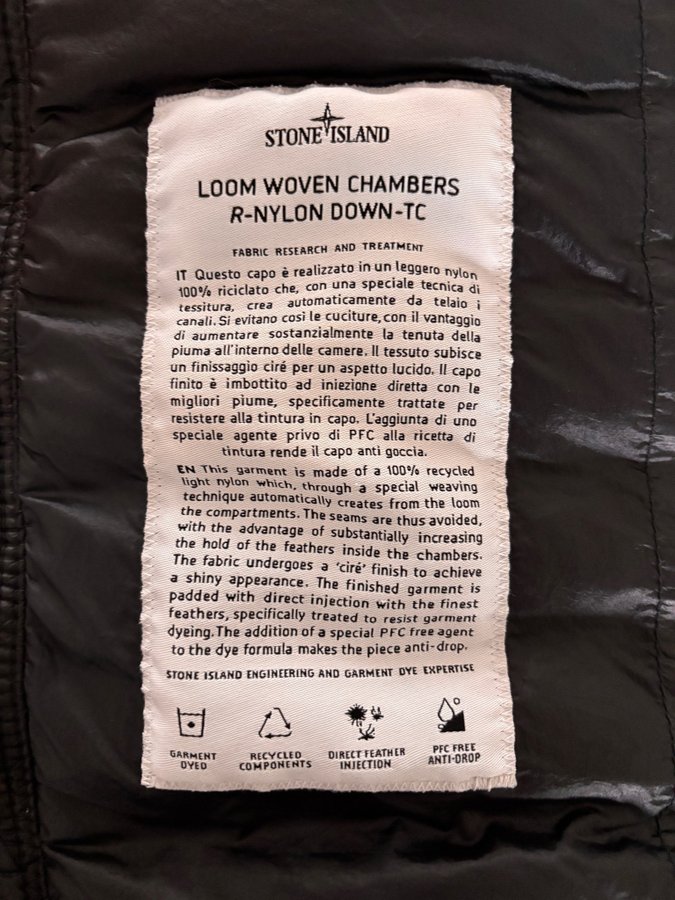 STONE ISLAND
LOOM WOVEN CHAMBERS
R-NYLON DOWN-TC
FABRIC RESEARCH AND TREATMENT
IT Questo capo è realizzato in un leggero nylon
100% riciclato che, con una speciale tecnica di
tessitura, crea automaticamente da telaio i
canali. Si evitano così le cuciture, con il vantaggio
di aumentare sostanzialmente la tenuta della
piuma all'interno delle camere. Il tessuto subisce
un finissaggio ciré per un aspetto lucido. Il capo
finito è imbottito ad iniezione diretta con le
migliori piume, specificamente trattate per
resistere alla tintura in capo. L'aggiunta di uno
speciale agente privo di PFC alla ricetta di
tintura rende il capo anti goccia.
EN This garment is made of a 100% recycled
light nylon which, through a special weaving
technique automatically creates from the loom
the compartments. The seams are thus avoided,
with the advantage of substantially increasing
the hold of the feathers inside the chambers.
The fabric undergoes a 'ciré' finish to achieve
a shiny appearance. The finished garment is
padded with direct injection with the finest
feathers, specifically treated to resist garment
dyeing. The addition of a special PFC free agent
to the dye formula makes the piece anti-drop.
STONE ISLAND ENGINEERING AND GARMENT DYE EXPERTISE
GARMENT
DYED
RECYCLED
COMPONENTS
DIRECT FEATHER
INJECTION
PFC FREE
ANTI-DROP